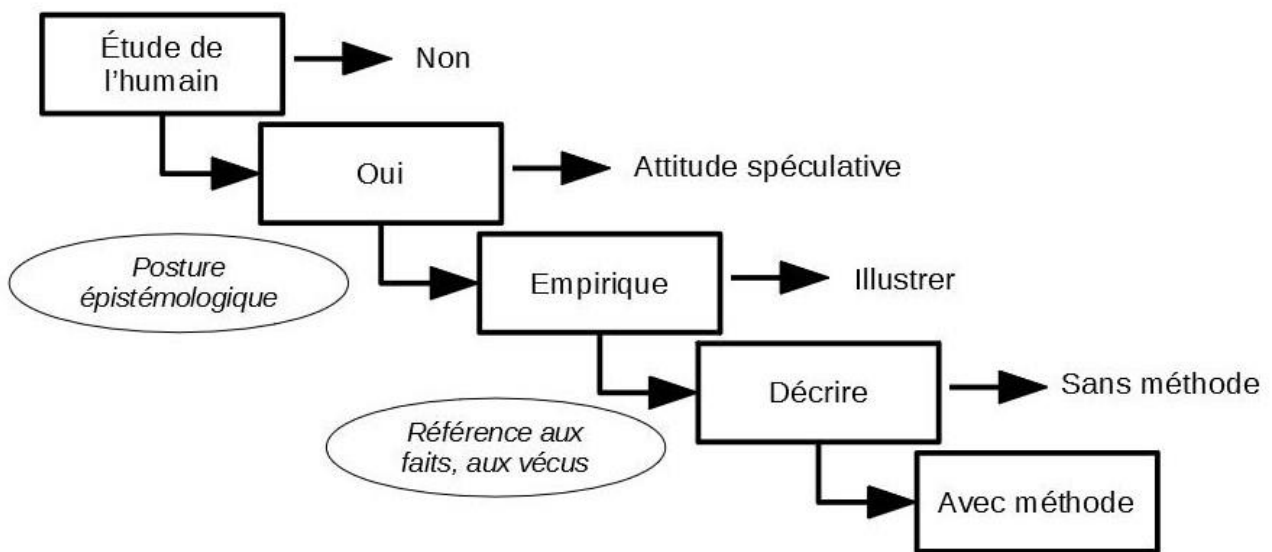 Étude de
l'humain
Non
Oui
Attitude spéculative
Posture
épistémologique
Empirique
Illustrer
Décrire
Sans méthode
Référence aux
faits, aux vécus
Avec méthode